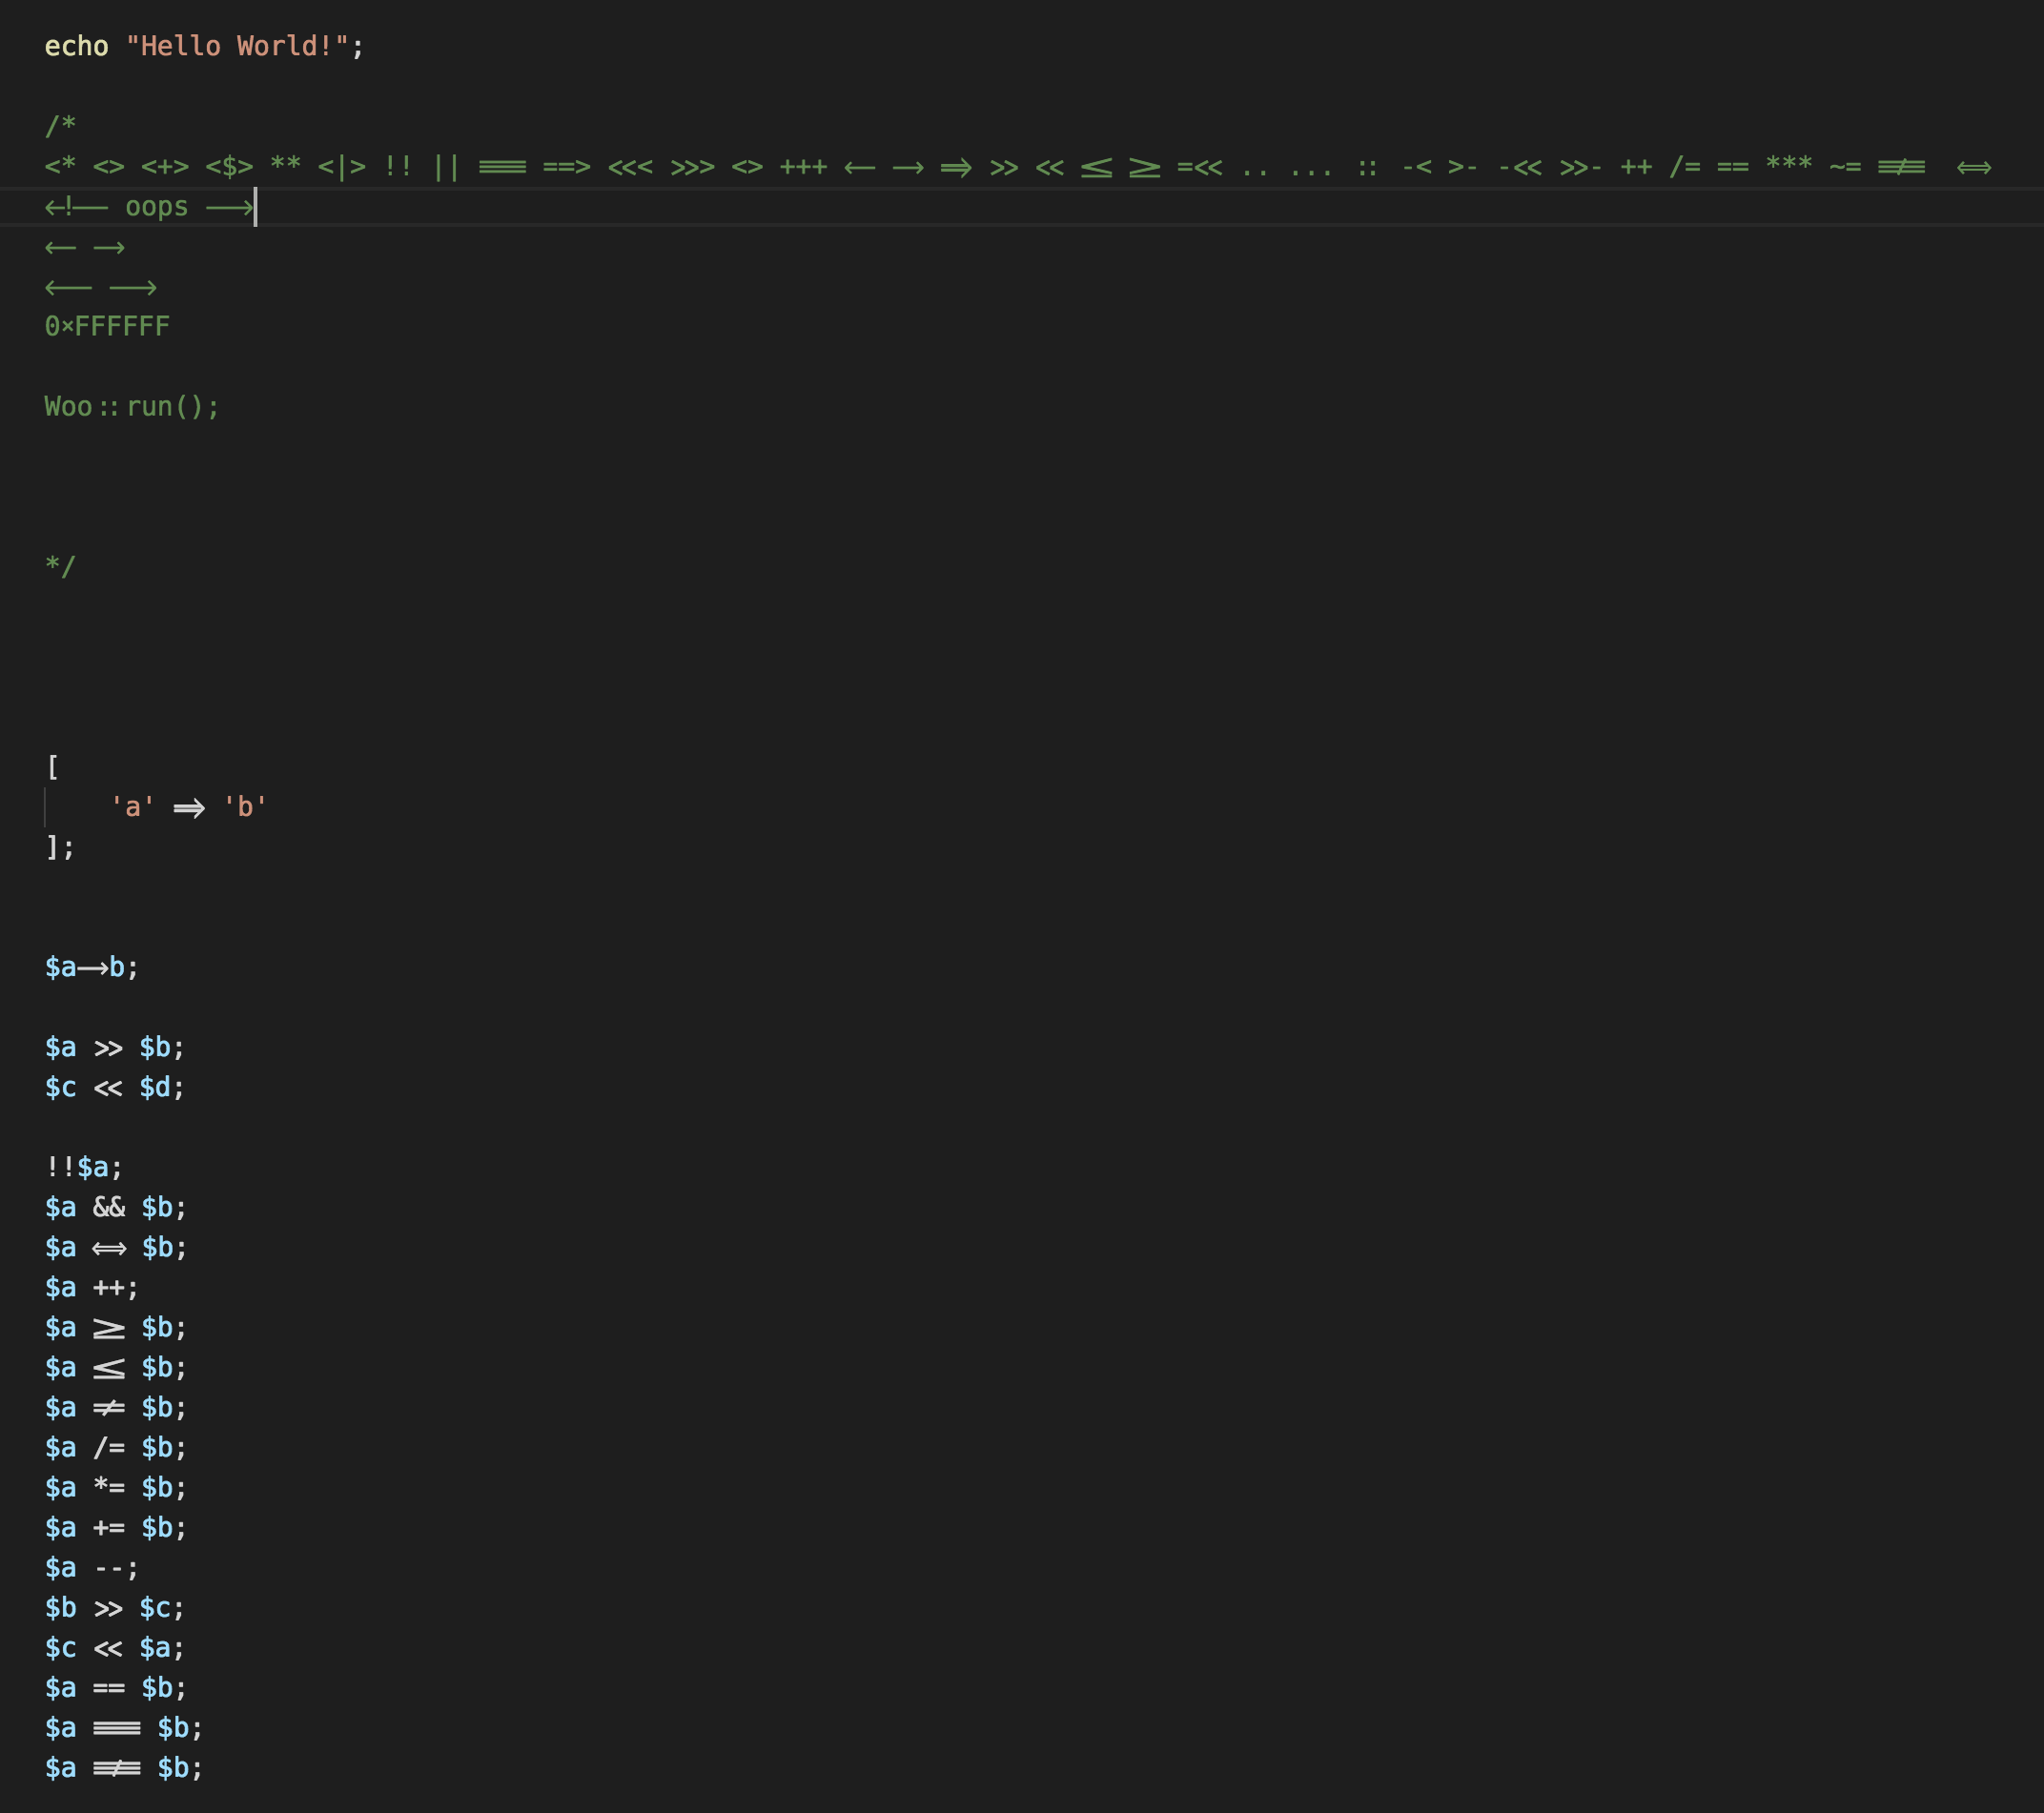 echo "Hello World!";
/*
<* <> <+> <$> ** <|> !! || === ==> <<< >>> <> +++ <- -> => >> << <= >= =<< .. ... :: -< >- -<< >>- ++ /= == *** ~= !== <=>
<!-- oops -->
<- ->
<-- -->
0xFFFFFF
Woo::run();
*/
[
'a' => 'b'
];
$a->b;
$a >> $b;
$c << $d;
!!$a;
$a && $b;
$a <=> $b;
$a ++;
$a >= $b;
$a <= $b;
$a != $b;
$a /= $b;
$a *= $b;
$a += $b;
$a --;
$b >> $c;
$c << $a;
$a == $b;
$a === $b;
$a !== $b;